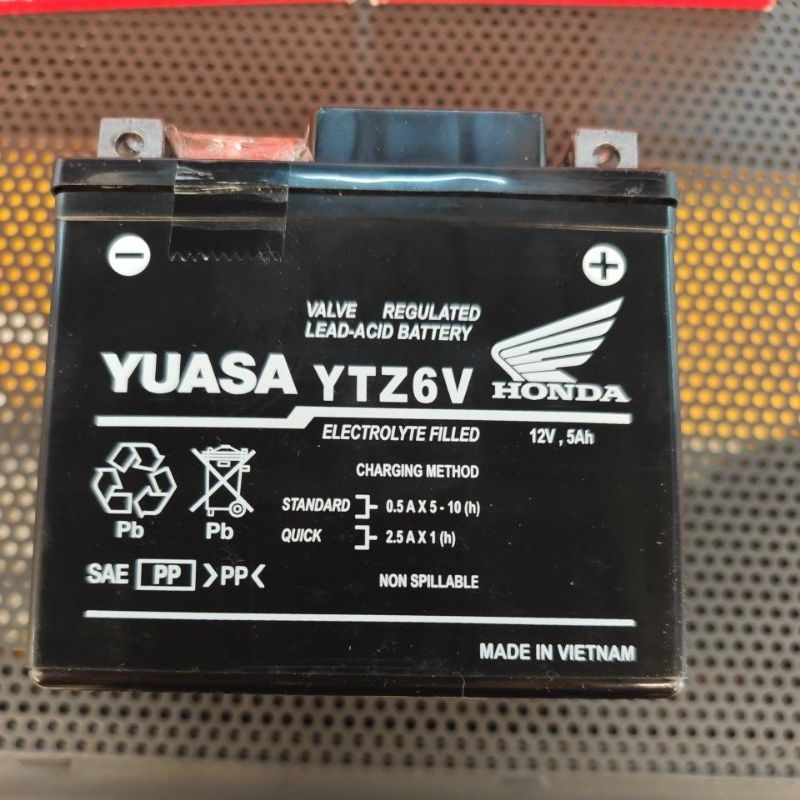 VALVE REGULATED
LEAD-ACID BATTERY
YUASA YTZ6V
HONDA
ELECTROLYTE FILLED
12V , 5Ah
CHARGING METHOD
STANDARD 0.5 A X 5 - 10 (h)
QUICK 2.5 A X 1 (h)
Pb
Pb
SAE PP >PP<
NON SPILLABLE
MADE IN VIETNAM